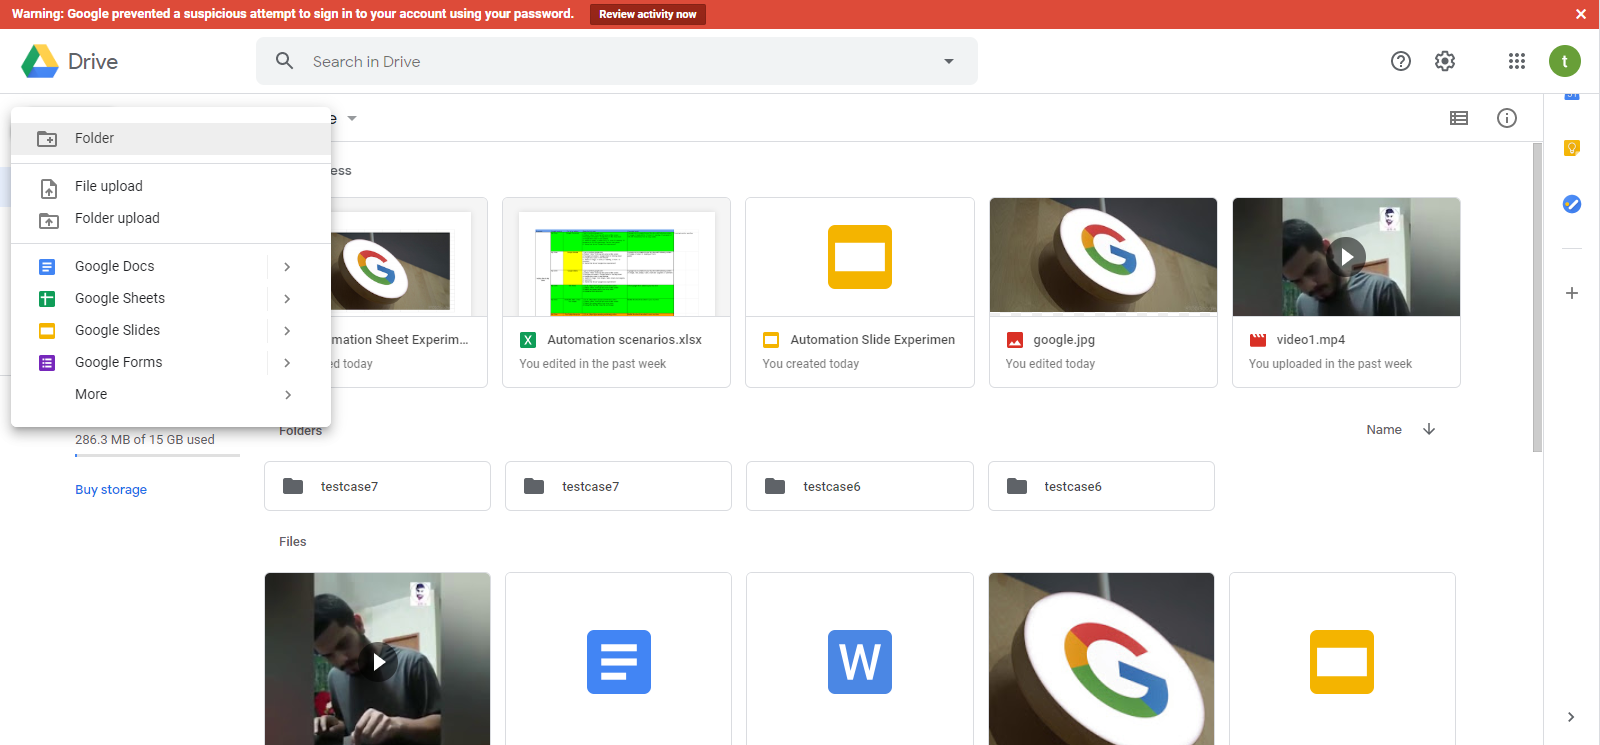 Warning: Google prevented a suspicious attempt to sign in to your account using your password. Review activity now
Drive
Search in Drive
t
Folder
File upload
Folder upload
Google Docs
Google Sheets
Google Slides
Google Forms
More
e
ess
mation Sheet Experim...
ed today
Automation scenarios.xlsx
You edited in the past week
Automation Slide Experimen
You created today
google.jpg
You edited today
video1.mp4
You uploaded in the past week
286.3 MB of 15 GB used
Buy storage
Folders
Name
testcase7
testcase7
testcase6
testcase6
Files
W